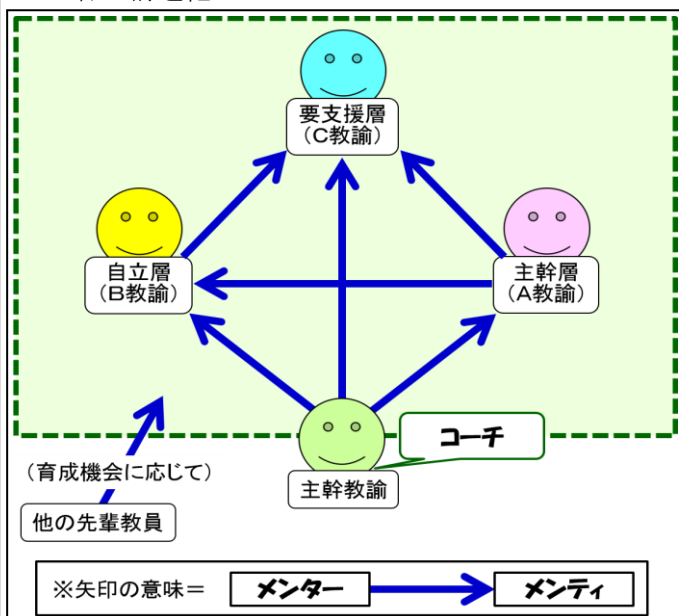 要支援層
（C教諭）
自立層
（B教諭）
主幹層
（A教諭）
コーチ
主幹教諭
（育成機会に応じて）
他の先輩教員
※矢印の意味＝ メンター メンティ